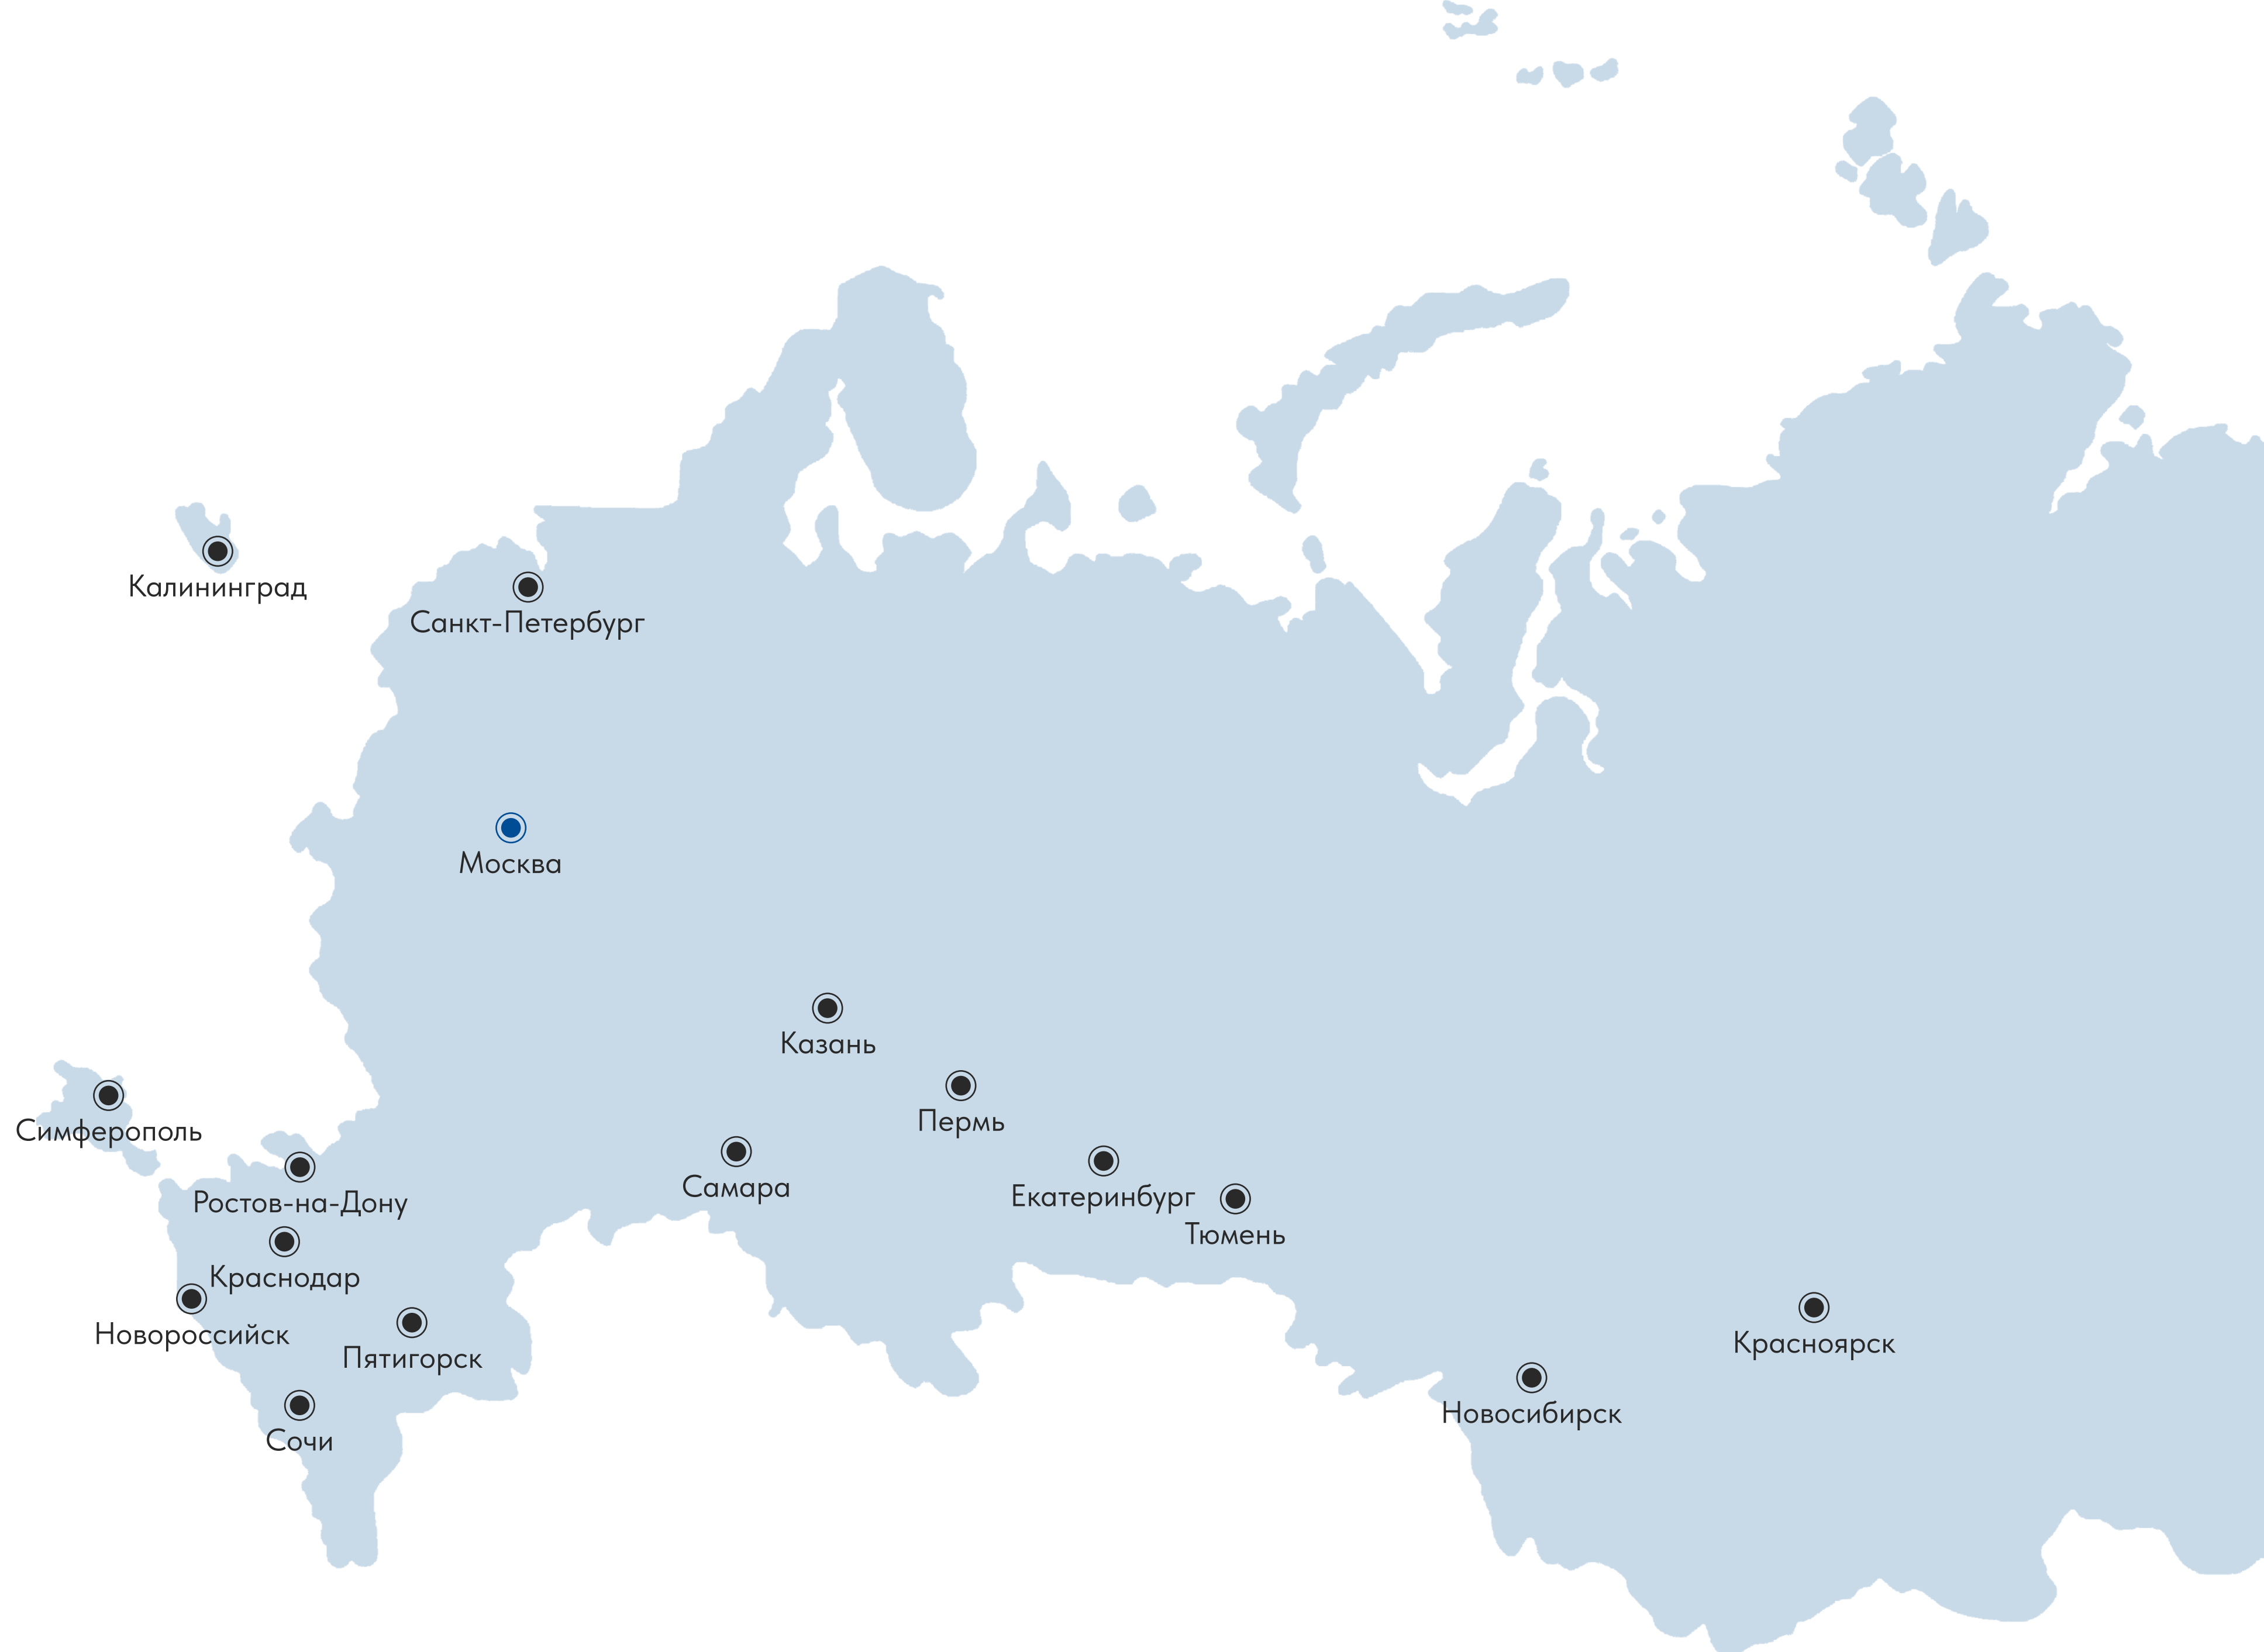 Калининград
Санкт-Петербург
Москва
Казань
Пермь
Симферополь
Самара
Екатеринбург
Ростов-на-Дону
Тюмень
Краснодар
Новороссийск
Красноярск
Пятигорск
Новосибирск
Сочи